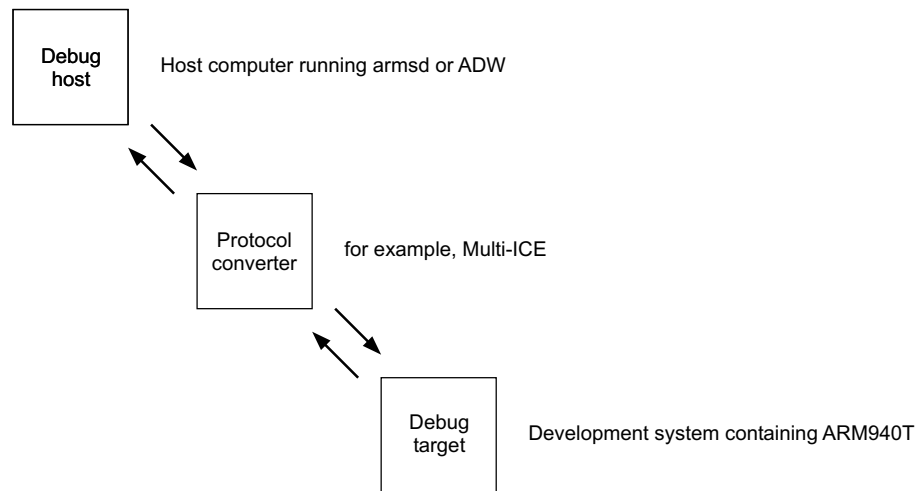 Debug
host
Host computer running armsd or ADW
Protocol
converter
for example, Multi-ICE
Debug
target
Development system containing ARM940T